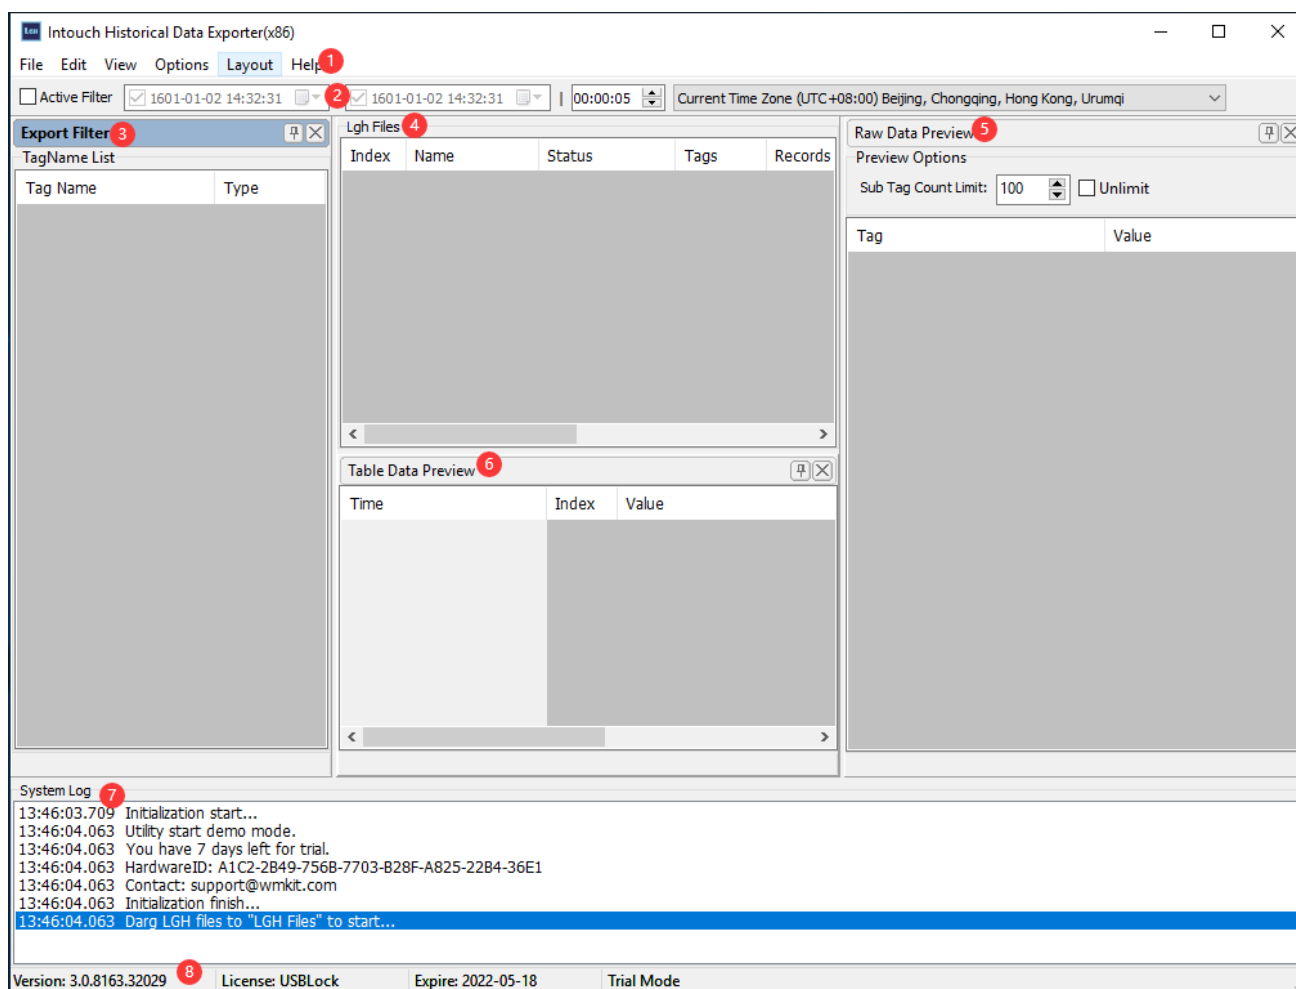 LGH Intouch Historical Data Exporter(x86)
File Edit View Options Layout Help 1
Active Filter 1601-01-02 14:32:31 2 1601-01-02 14:32:31 | 00:00:05 Current Time Zone (UTC+08:00) Beijing, Chongqing, Hong Kong, Urumqi
Export Filter 3
TagName List
Tag Name Type
Lgh Files 4
Index Name Status Tags Records
Table Data Preview 6
Time Index Value
Raw Data Preview 5
Preview Options
Sub Tag Count Limit: 100 Unlimit
Tag Value
System Log 7
13:46:03.709 Initialization start...
13:46:04.063 Utility start demo mode.
13:46:04.063 You have 7 days left for trial.
13:46:04.063 HardwareID: A1C2-2B49-756B-7703-B28F-A825-22B4-36E1
13:46:04.063 Contact: support@wmkit.com
13:46:04.063 Initialization finish...
13:46:04.063 Darg LGH files to "LGH Files" to start...
Version: 3.0.8163.32029 8 License: USBLock Expire: 2022-05-18 Trial Mode